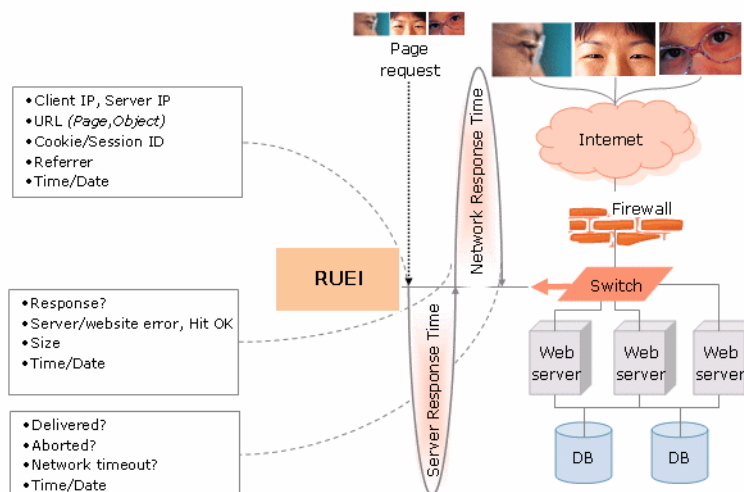 Page
request
•Client IP, Server IP
•URL (Page,Object)
•Cookie/Session ID
•Referrer
•Time/Date
RUEI
•Response?
•Server/website error, Hit OK
•Size
•Time/Date
•Delivered?
•Aborted?
•Network timeout?
•Time/Date
Network Response Time
Server Response Time
Internet
Firewall
Switch
Web
server
Web
server
Web
server
DB
DB